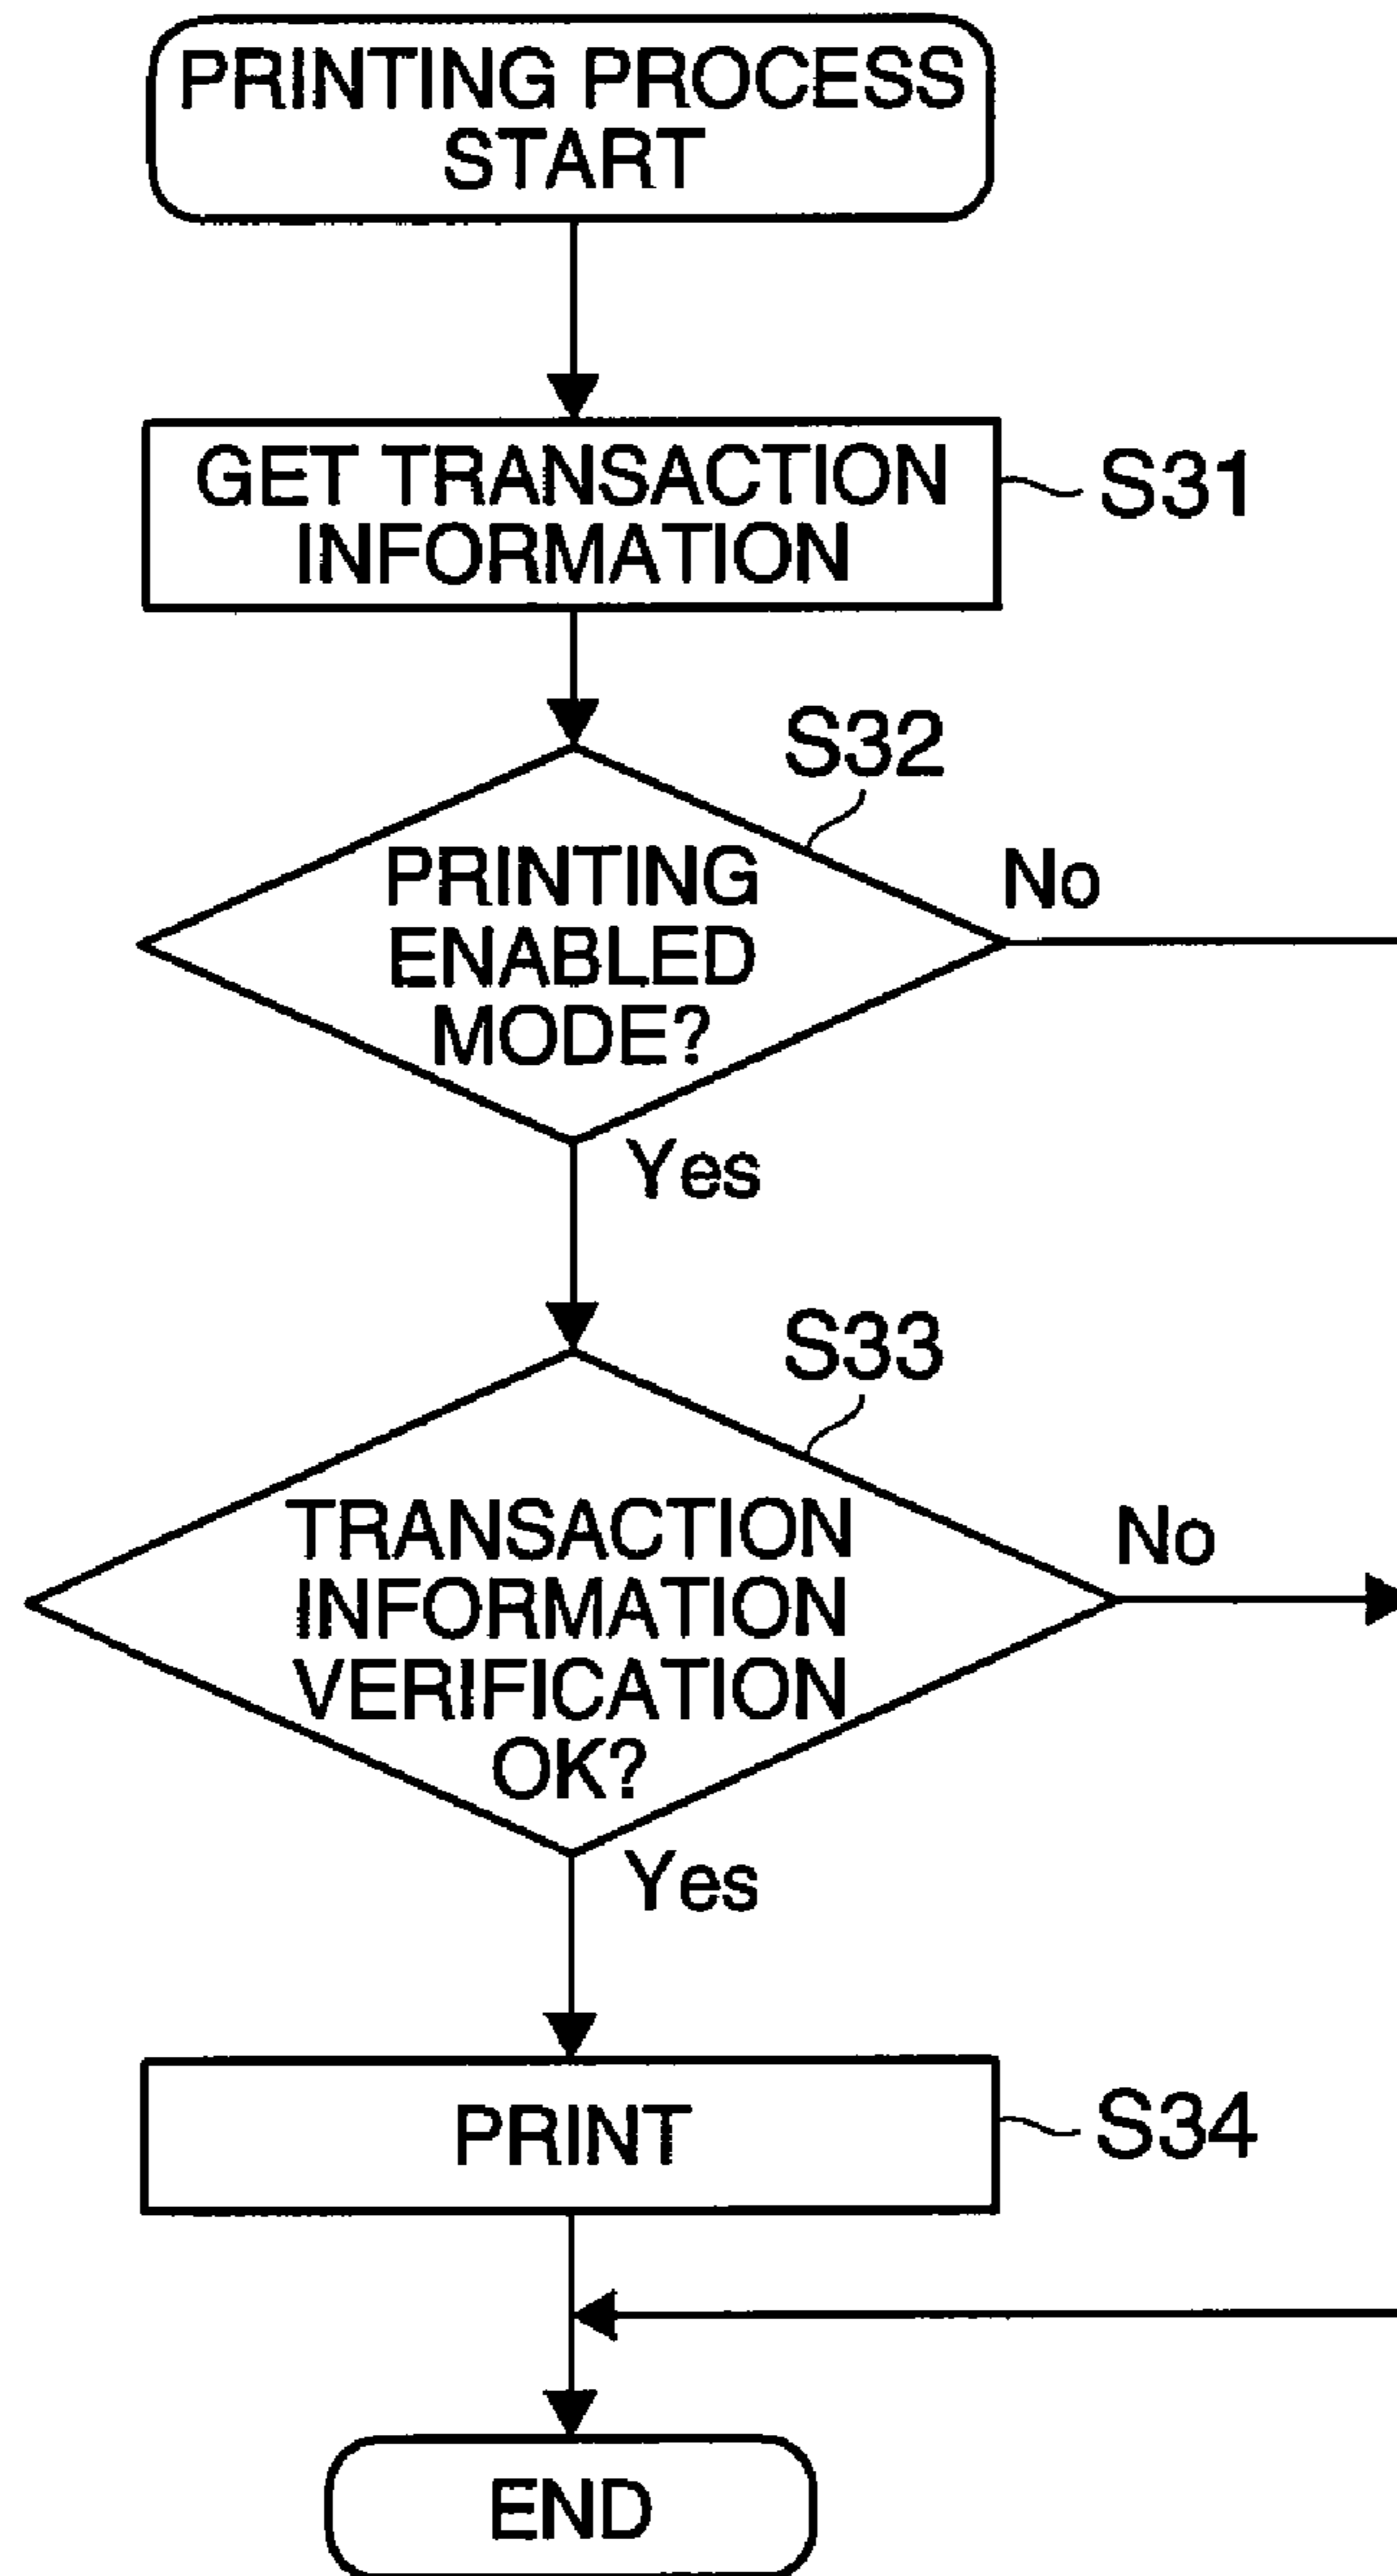 PRINTING PROCESS
START
GET TRANSACTION
INFORMATION
S31
S32
PRINTING
ENABLED
MODE?
No
Yes
S33
TRANSACTION
INFORMATION
VERIFICATION
OK?
No
Yes
PRINT
S34
END